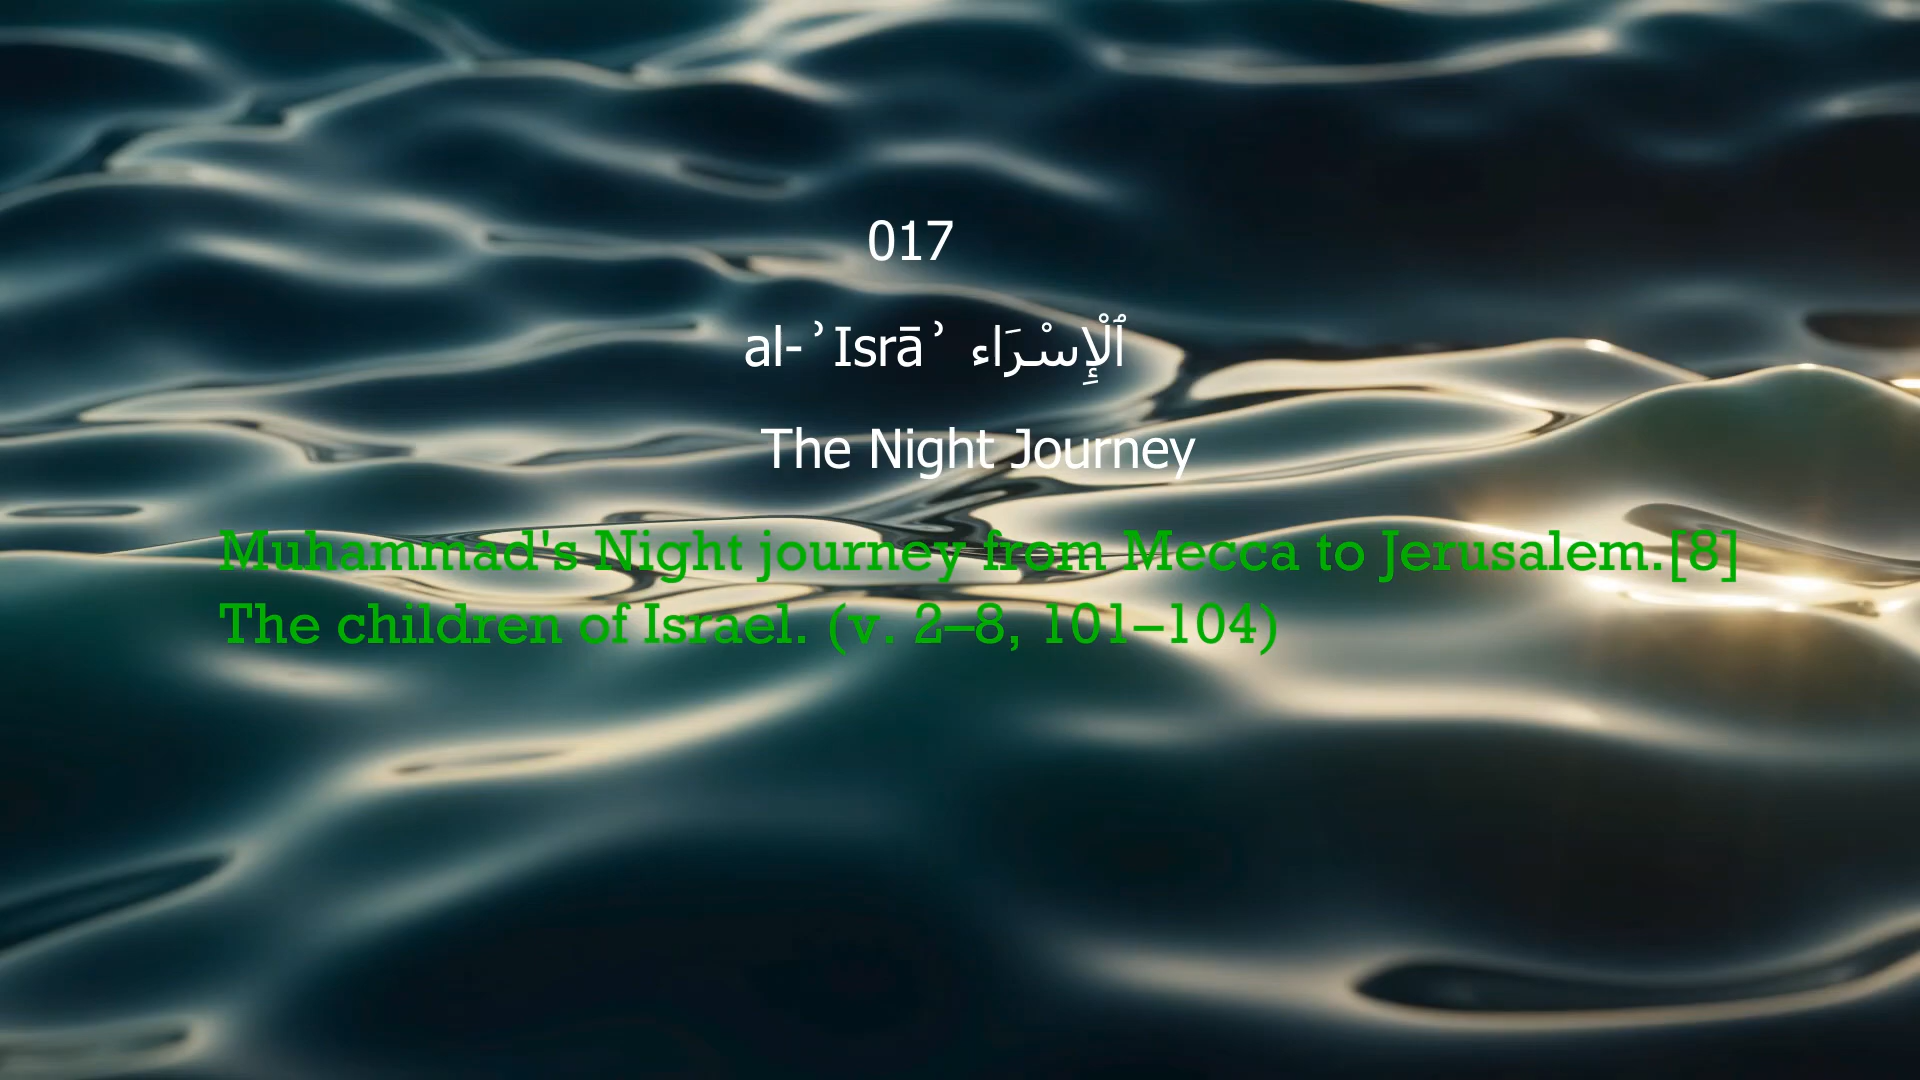 017
al-ʾIsrāʾ ٱلْإِسْرَاء
The Night Journey
Muhammad's Night journey from Mecca to Jerusalem.[8]
The children of Israel. (v. 2–8, 101–104)